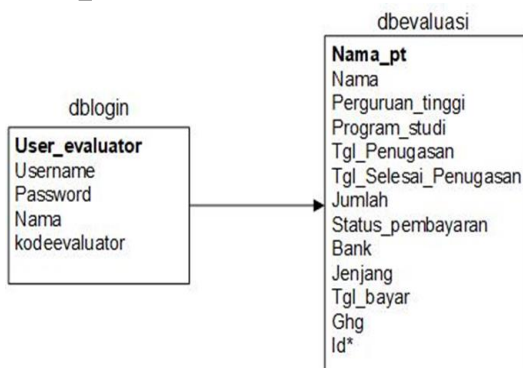 dblogin
User_evaluator
Username
Password
Nama
kodeevaluator
dbevaluasi
Nama_pt
Nama
Perguruan_tinggi
Program_studi
Tgl_Penugasan
Tgl_Selesai_Penugasan
Jumlah
Status_pembayaran
Bank
Jenjang
Tgl_bayar
Ghg
Id*